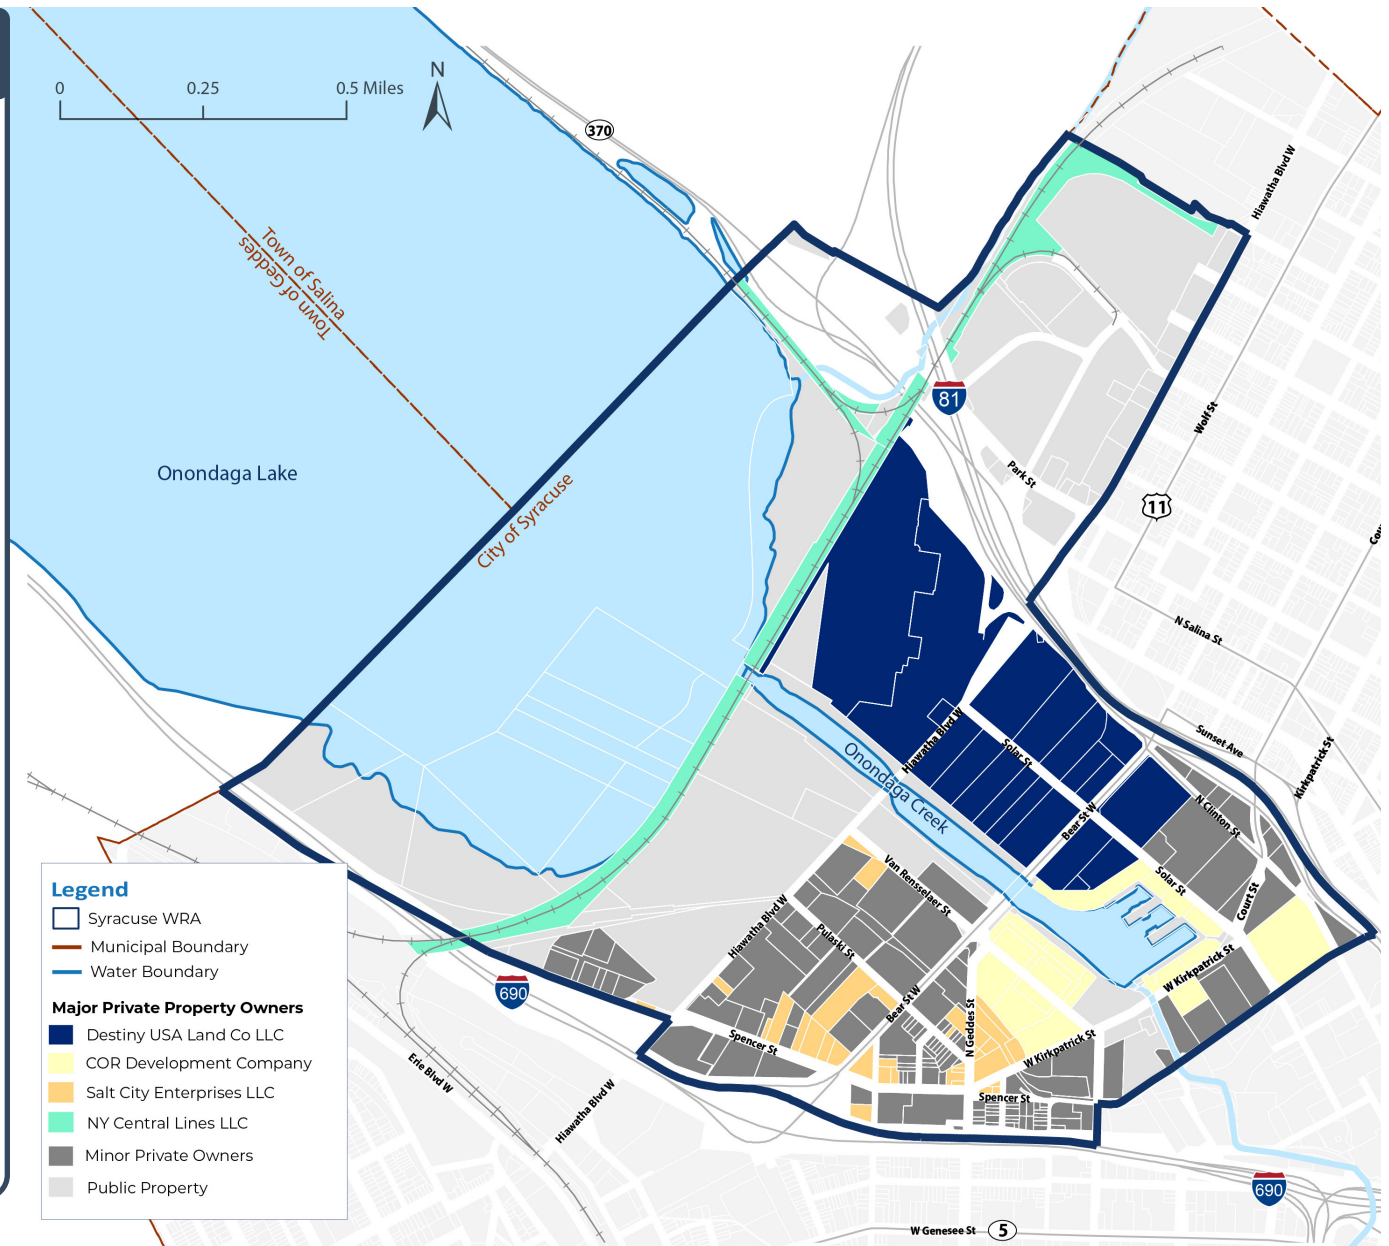 N
0
0.25
0.5 Miles
370
Hiawatha Blvd W
Town of Salina
Town of Geddes
81
Wolf St
Onondaga Lake
Park St
11
City of Syracuse
N Salina St
Hiawatha Blvd W
Solar St
Sunset Ave
Kirkpatrick St
Onondaga Creek
Bear St W
N Clinton St
Van Rensselaer St
Solar St
Court St
Hiawatha Blvd W
Pulaski St
W Kirkpatrick St
690
Bear St W
N Geddes St
Spencer St
W Kirkpatrick St
Erie Blvd W
Hiawatha Blvd W
Spencer St
690
W Genesee St
5
Legend
Syracuse WRA
Municipal Boundary
Water Boundary
Major Private Property Owners
Destiny USA Land Co LLC
COR Development Company
Salt City Enterprises LLC
NY Central Lines LLC
Minor Private Owners
Public Property